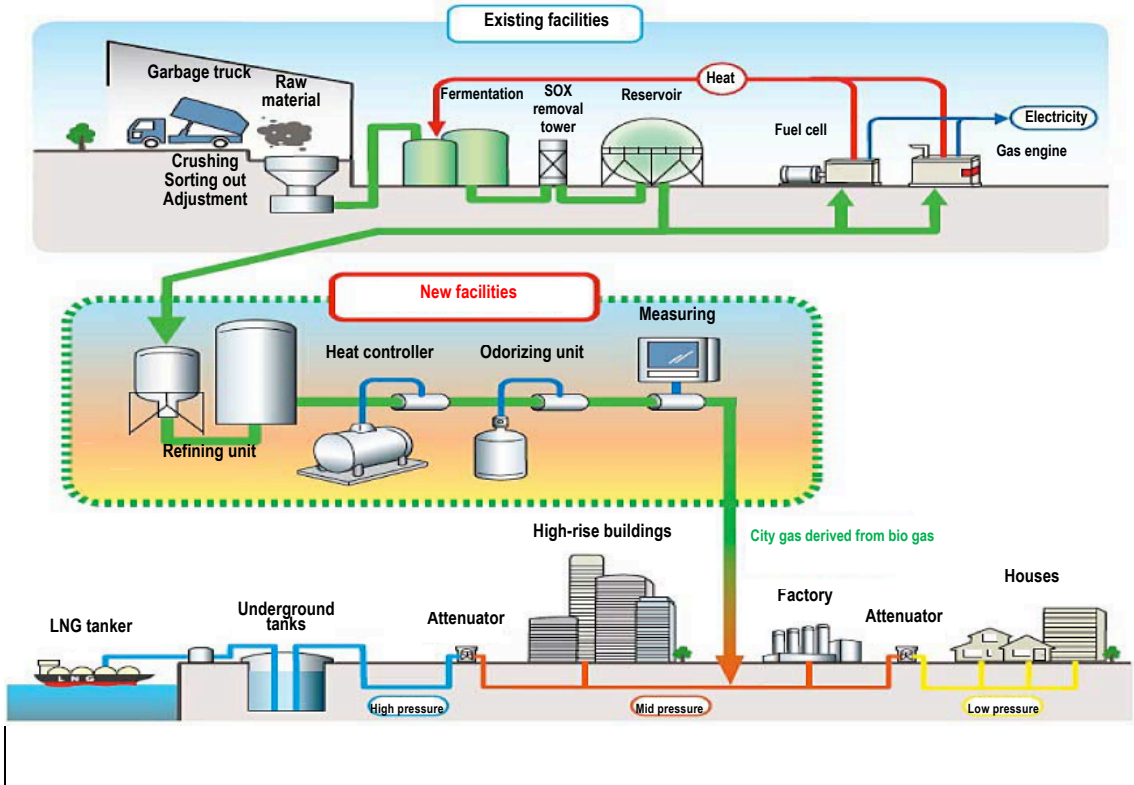 Existing facilities
Garbage truck
Raw
material
Crushing
Sorting out
Adjustment
Fermentation
SOX
removal
tower
Reservoir
Heat
Fuel cell
Electricity
Gas engine
New facilities
Measuring
Heat controller
Odorizing unit
Refining unit
City gas derived from bio gas
High-rise buildings
Houses
Factory
Underground
tanks
Attenuator
Attenuator
LNG tanker
LNG
High pressure
Mid pressure
Low pressure